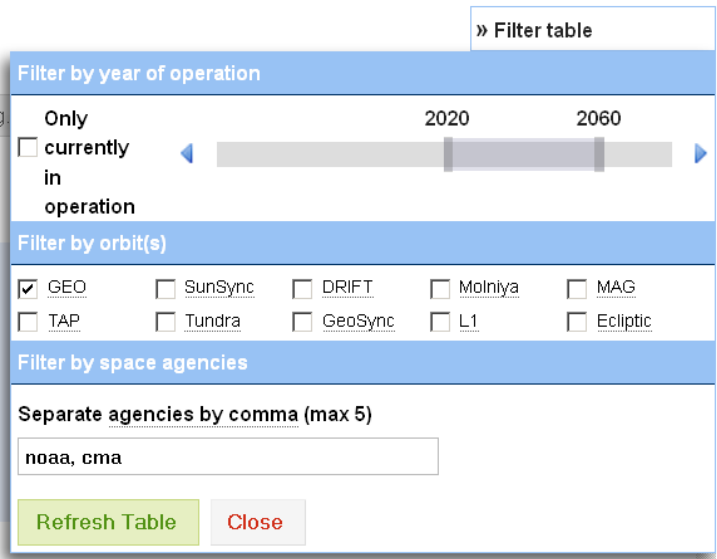 » Filter table
Filter by year of operation
Only
currently
in
operation
2020 2060
Filter by orbit(s)
GEO SunSync DRIFT Molniya MAG
TAP Tundra GeoSync L1 Ecliptic
Filter by space agencies
Separate agencies by comma (max 5)
noaa, cma
Refresh Table Close